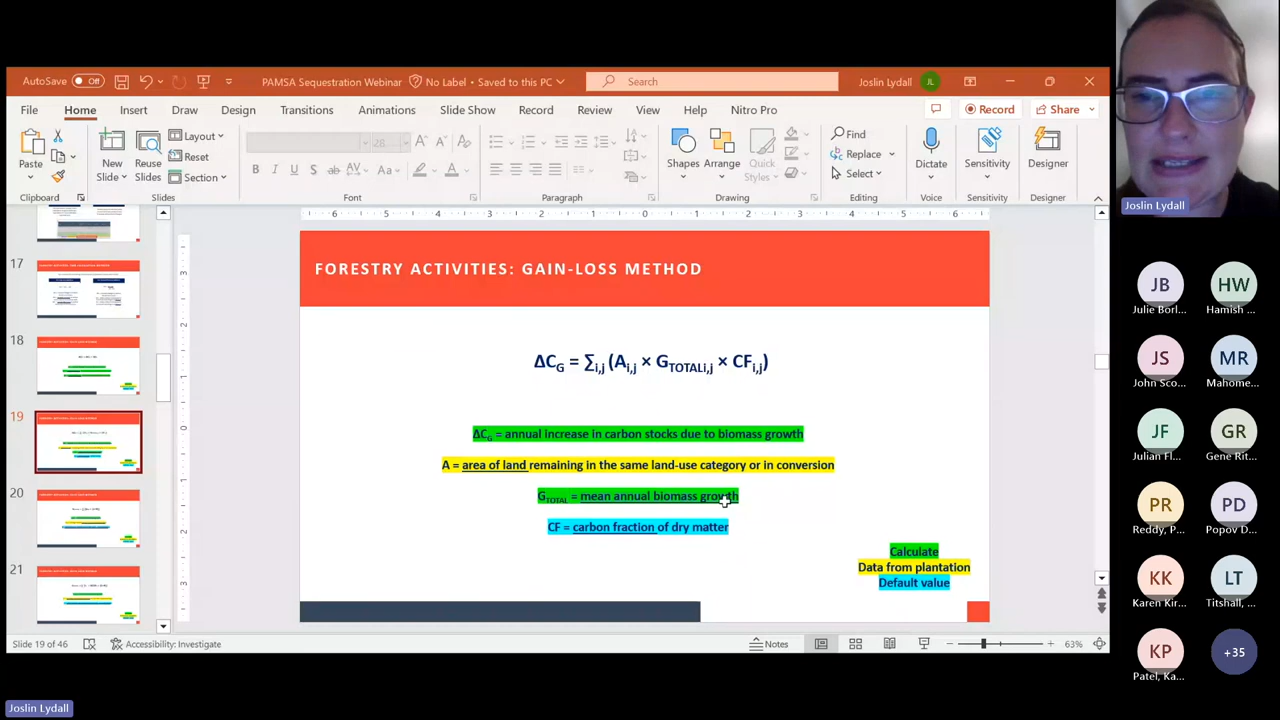 AutoSave Off PAMSA Sequestration Webinar No Label • Saved to this PC Search Joslin Lydall JL
File Home Insert Draw Design Transitions Animations Slide Show Record Review View Help Nitro Pro Record Share
Paste
New Slide
Reuse Slides
Layout
Reset
Section
28
Shapes
Arrange
Quick Styles
Find
Replace
Select
Dictate
Sensitivity
Designer
Clipboard Slides Font Paragraph Drawing Editing Voice Sensitivity Designer
17
18
19
20
21
FORESTRY ACTIVITIES: GAIN-LOSS METHOD
ΔC_G = ∑_i,j (A_i,j × G_TOTALi,j × CF_i,j)
ΔC_G = annual increase in carbon stocks due to biomass growth
A = area of land remaining in the same land-use category or in conversion
G_TOTAL = mean annual biomass growth
CF = carbon fraction of dry matter
Calculate
Data from plantation
Default value
Slide 19 of 46 Accessibility: Investigate Notes 63%
Joslin Lydall
JB HW
Julie Borl... Hamish ...
JS MR
John Sco... Mahome...
JF GR
Julian Fl... Gene Rit...
PR PD
Reddy, P... Popov D...
KK LT
Karen Kir... Titshall, ...
KP +35
Patel, Ka...
Joslin Lydall